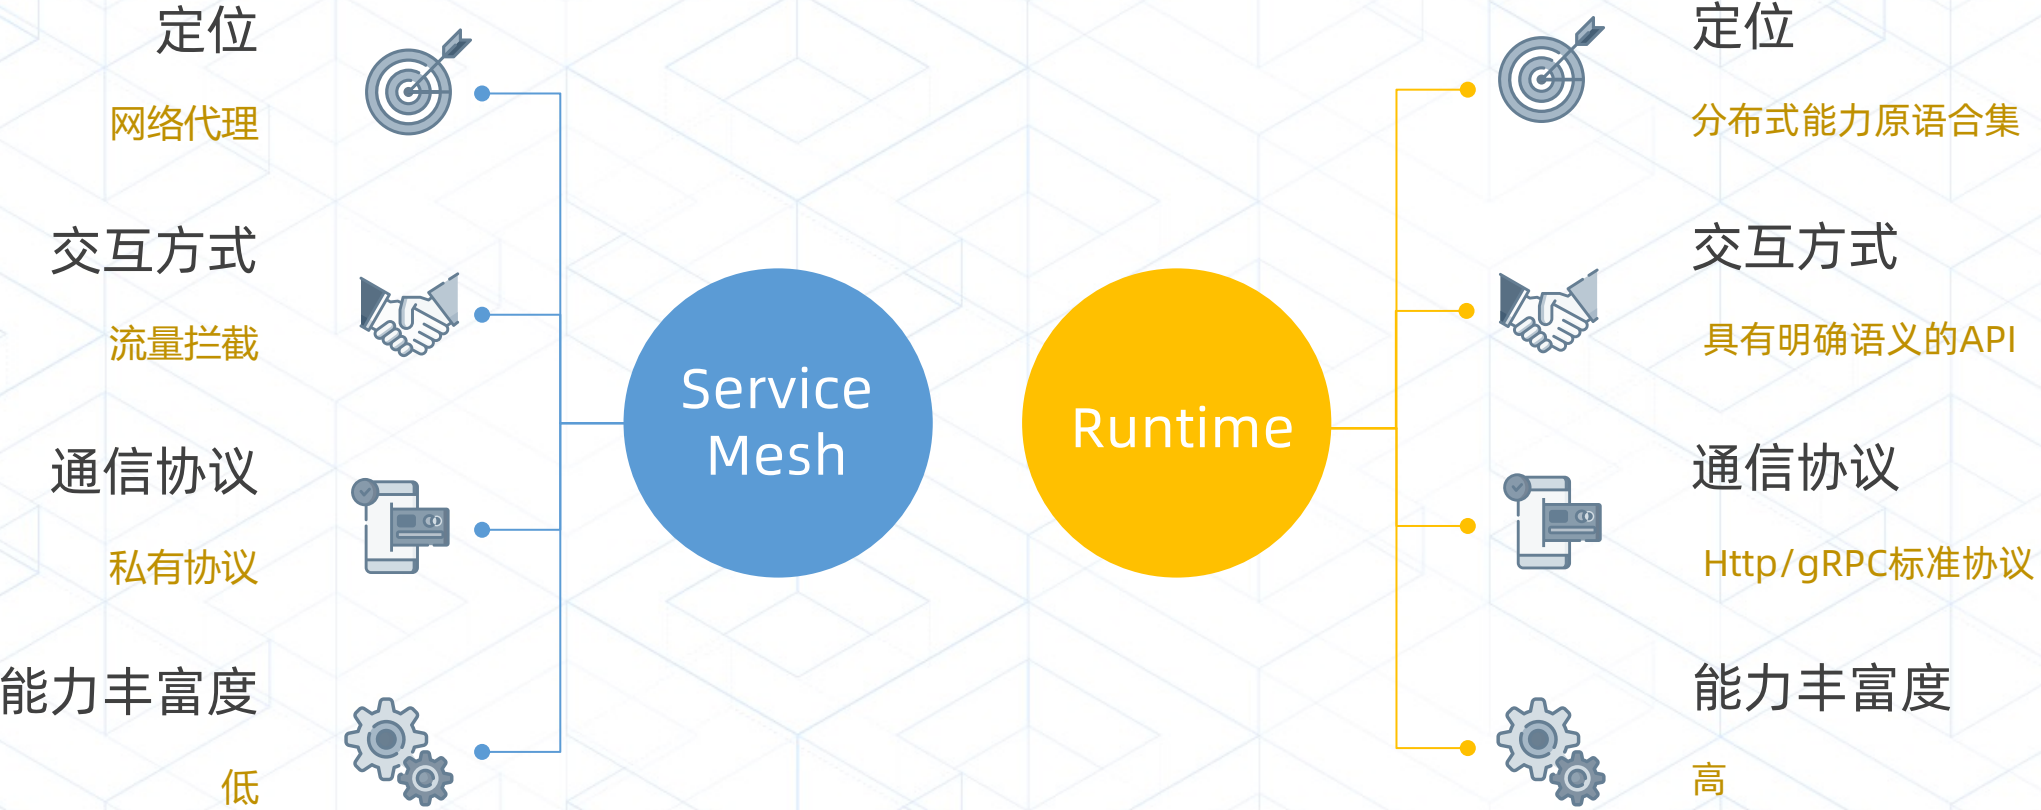 定位
网络代理
交互方式
流量拦截
通信协议
私有协议
能力丰富度
低
Service
Mesh
Runtime
定位
分布式能力原语合集
交互方式
具有明确语义的API
通信协议
Http/gRPC标准协议
能力丰富度
高